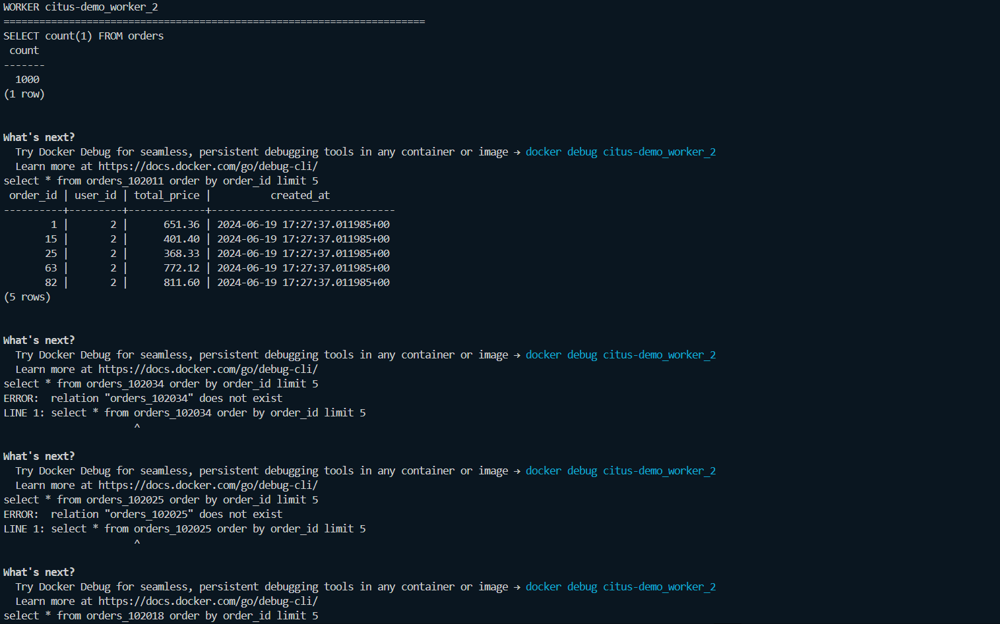 WORKER citus-demo_worker_2
=======================================================================
SELECT count(1) FROM orders
 count
-------
  1000
(1 row)
What's next?
  Try Docker Debug for seamless, persistent debugging tools in any container or image → docker debug citus-demo_worker_2
  Learn more at https://docs.docker.com/go/debug-cli/
select * from orders_102011 order by order_id limit 5
 order_id | user_id | total_price |          created_at
----------+---------+-------------+-------------------------------
        1 |       2 |      651.36 | 2024-06-19 17:27:37.011985+00
       15 |       2 |      401.40 | 2024-06-19 17:27:37.011985+00
       25 |       2 |      368.33 | 2024-06-19 17:27:37.011985+00
       63 |       2 |      772.12 | 2024-06-19 17:27:37.011985+00
       82 |       2 |      811.60 | 2024-06-19 17:27:37.011985+00
(5 rows)
What's next?
  Try Docker Debug for seamless, persistent debugging tools in any container or image → docker debug citus-demo_worker_2
  Learn more at https://docs.docker.com/go/debug-cli/
select * from orders_102034 order by order_id limit 5
ERROR:  relation "orders_102034" does not exist
LINE 1: select * from orders_102034 order by order_id limit 5
                      ^
What's next?
  Try Docker Debug for seamless, persistent debugging tools in any container or image → docker debug citus-demo_worker_2
  Learn more at https://docs.docker.com/go/debug-cli/
select * from orders_102025 order by order_id limit 5
ERROR:  relation "orders_102025" does not exist
LINE 1: select * from orders_102025 order by order_id limit 5
                      ^
What's next?
  Try Docker Debug for seamless, persistent debugging tools in any container or image → docker debug citus-demo_worker_2
  Learn more at https://docs.docker.com/go/debug-cli/
select * from orders_102018 order by order_id limit 5